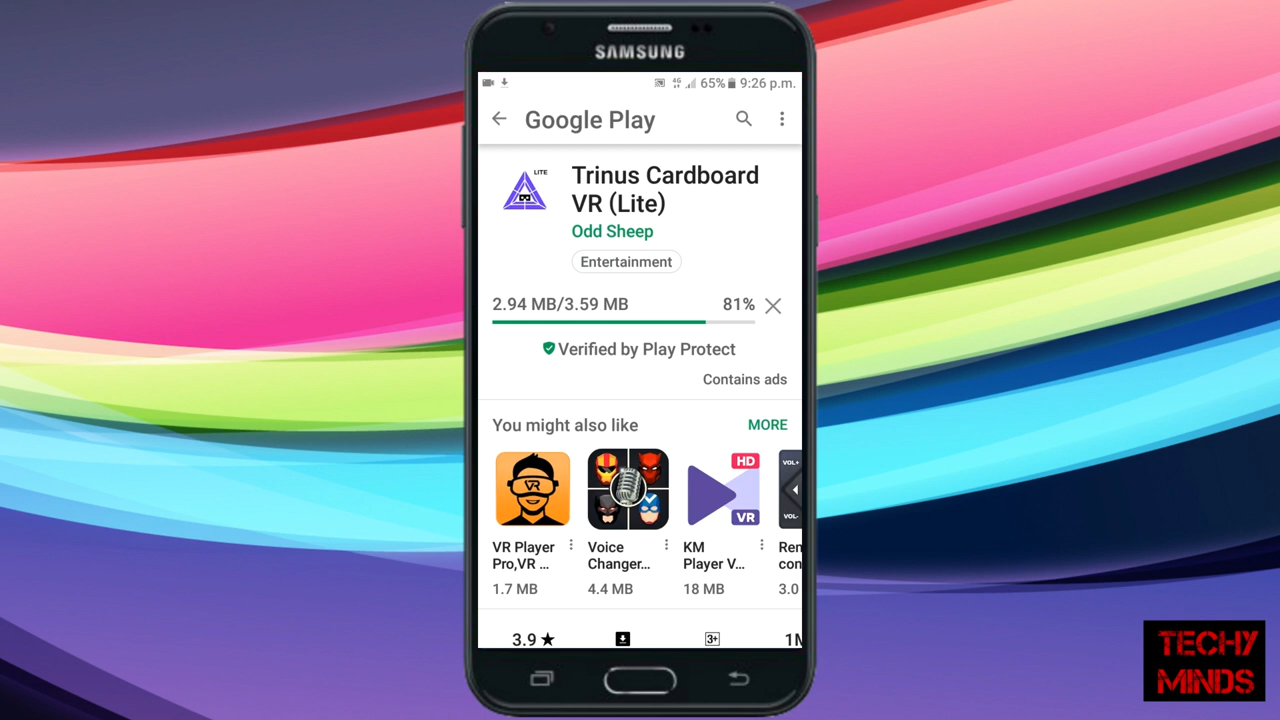 SAMSUNG
4G 65% 9:26 p.m.
Google Play
LITE
Trinus Cardboard
VR (Lite)
Odd Sheep
Entertainment
2.94 MB/3.59 MB 81%
Verified by Play Protect
Contains ads
You might also like MORE
VR
HD
VR
VOL+
VOL-
VR Player
Pro,VR ...
1.7 MB
Voice
Changer...
4.4 MB
KM
Player V...
18 MB
Ren
con
3.0
3.9 ★
3+
TECHY
MINDS